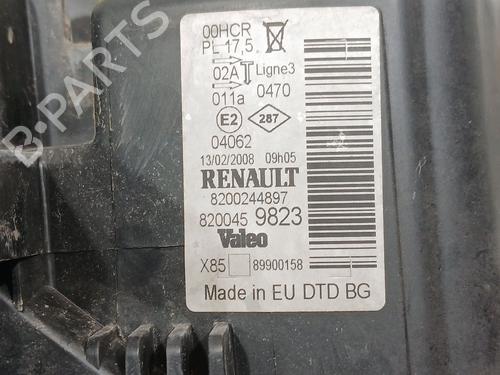 B-PARTS
00HCR
PL 17,5
02A Ligne3
011a 0470
E2 287
04062
13/02/2008 09h05
RENAULT
8200244897
820045 9823
Valeo
X85 89900158
Made in EU DTD BG